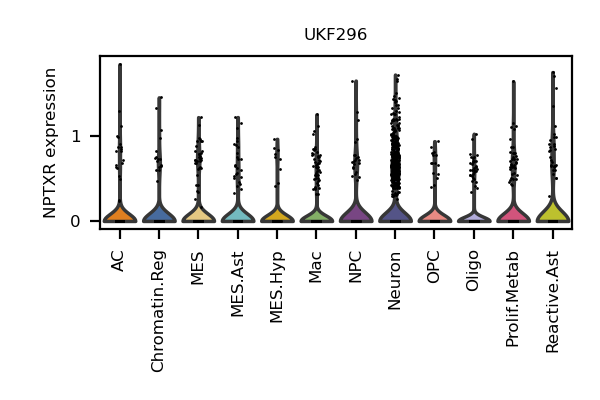 UKF296
NPTXR expression
1
0
AC
Chromatin.Reg
MES
MES.Ast
MES.Hyp
Mac
NPC
Neuron
OPC
Oligo
Prolif.Metab
Reactive.Ast